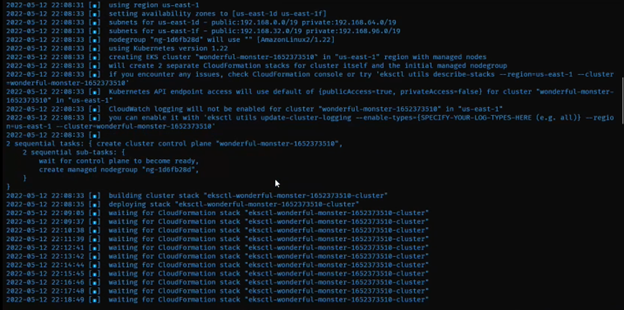 2022-05-12 22:08:31 [▪]  using region us-east-1
2022-05-12 22:08:33 [▪]  setting availability zones to [us-east-1d us-east-1f]
2022-05-12 22:08:33 [▪]  subnets for us-east-1d - public:192.168.0.0/19 private:192.168.64.0/19
2022-05-12 22:08:33 [▪]  subnets for us-east-1f - public:192.168.32.0/19 private:192.168.96.0/19
2022-05-12 22:08:33 [▪]  nodegroup "ng-1d6fb28d" will use "" [AmazonLinux2/1.22]
2022-05-12 22:08:33 [▪]  using Kubernetes version 1.22
2022-05-12 22:08:33 [▪]  creating EKS cluster "wonderful-monster-1652373510" in "us-east-1" region with managed nodes
2022-05-12 22:08:33 [▪]  will create 2 separate CloudFormation stacks for cluster itself and the initial managed nodegroup
2022-05-12 22:08:33 [▪]  if you encounter any issues, check CloudFormation console or try 'eksctl utils describe-stacks --region=us-east-1 --cluster
=wonderful-monster-1652373510'
2022-05-12 22:08:33 [▪]  Kubernetes API endpoint access will use default of {publicAccess=true, privateAccess=false} for cluster "wonderful-monster-
1652373510" in "us-east-1"
2022-05-12 22:08:33 [▪]  CloudWatch logging will not be enabled for cluster "wonderful-monster-1652373510" in "us-east-1"
2022-05-12 22:08:33 [▪]  you can enable it with 'eksctl utils update-cluster-logging --enable-types={SPECIFY-YOUR-LOG-TYPES-HERE (e.g. all)} --regio
n=us-east-1 --cluster=wonderful-monster-1652373510'
2022-05-12 22:08:33 [▪]
2 sequential tasks: { create cluster control plane "wonderful-monster-1652373510",
    2 sequential sub-tasks: {
        wait for control plane to become ready,
        create managed nodegroup "ng-1d6fb28d",
    }
}
2022-05-12 22:08:33 [▪]  building cluster stack "eksctl-wonderful-monster-1652373510-cluster"
2022-05-12 22:08:35 [▪]  deploying stack "eksctl-wonderful-monster-1652373510-cluster"
2022-05-12 22:09:05 [▪]  waiting for CloudFormation stack "eksctl-wonderful-monster-1652373510-cluster"
2022-05-12 22:09:37 [▪]  waiting for CloudFormation stack "eksctl-wonderful-monster-1652373510-cluster"
2022-05-12 22:10:38 [▪]  waiting for CloudFormation stack "eksctl-wonderful-monster-1652373510-cluster"
2022-05-12 22:11:39 [▪]  waiting for CloudFormation stack "eksctl-wonderful-monster-1652373510-cluster"
2022-05-12 22:12:41 [▪]  waiting for CloudFormation stack "eksctl-wonderful-monster-1652373510-cluster"
2022-05-12 22:13:42 [▪]  waiting for CloudFormation stack "eksctl-wonderful-monster-1652373510-cluster"
2022-05-12 22:14:44 [▪]  waiting for CloudFormation stack "eksctl-wonderful-monster-1652373510-cluster"
2022-05-12 22:15:45 [▪]  waiting for CloudFormation stack "eksctl-wonderful-monster-1652373510-cluster"
2022-05-12 22:16:46 [▪]  waiting for CloudFormation stack "eksctl-wonderful-monster-1652373510-cluster"
2022-05-12 22:17:48 [▪]  waiting for CloudFormation stack "eksctl-wonderful-monster-1652373510-cluster"
2022-05-12 22:18:49 [▪]  waiting for CloudFormation stack "eksctl-wonderful-monster-1652373510-cluster"